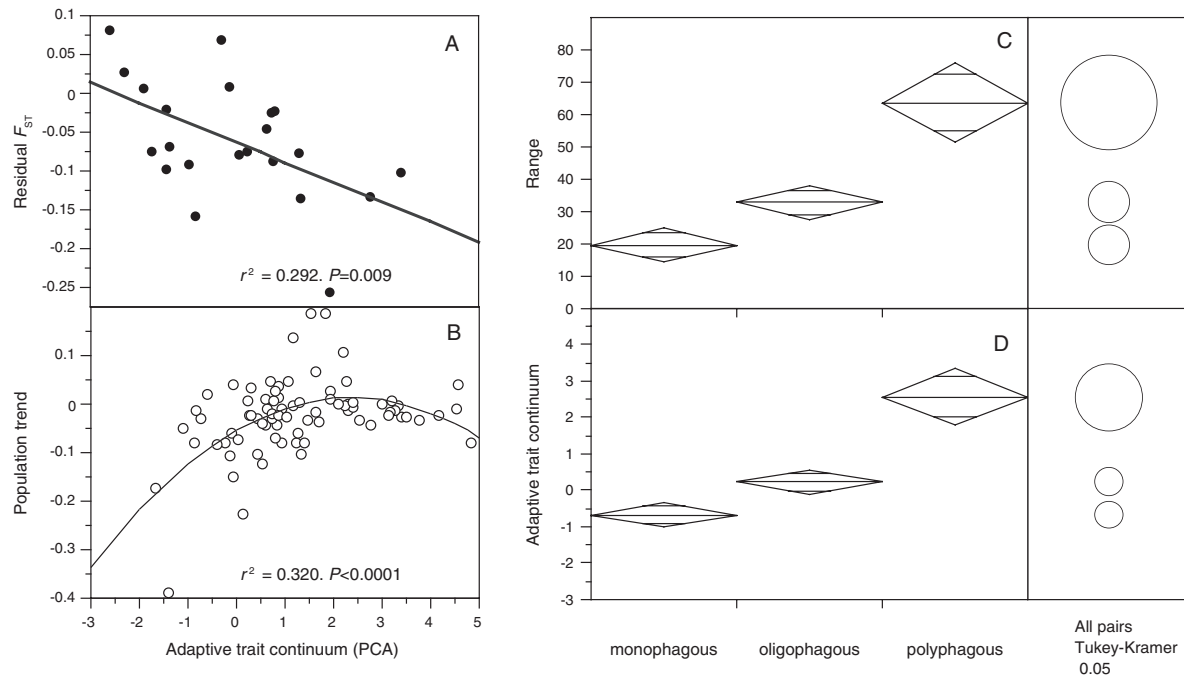 A
0.1
0.05
0
-0.05
-0.1
-0.15
-0.2
-0.25
Residual FST
r² = 0.292. P=0.009
B
0.1
0
-0.1
-0.2
-0.3
-0.4
Population trend
r² = 0.320. P<0.0001
-3 -2 -1 0 1 2 3 4 5
Adaptive trait continuum (PCA)
C
80
70
60
50
40
30
20
10
0
Range
D
4
3
2
1
0
-1
-2
-3
Adaptive trait continuum
monophagous oligophagous polyphagous
All pairs
Tukey-Kramer
0.05